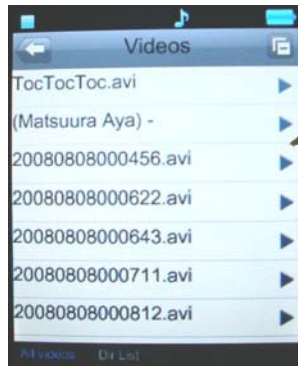 Videos
TocTocToc.avi
(Matsuura Aya) -
20080808000456.avi
20080808000622.avi
20080808000643.avi
20080808000711.avi
20080808000812.avi
All videos Dir List